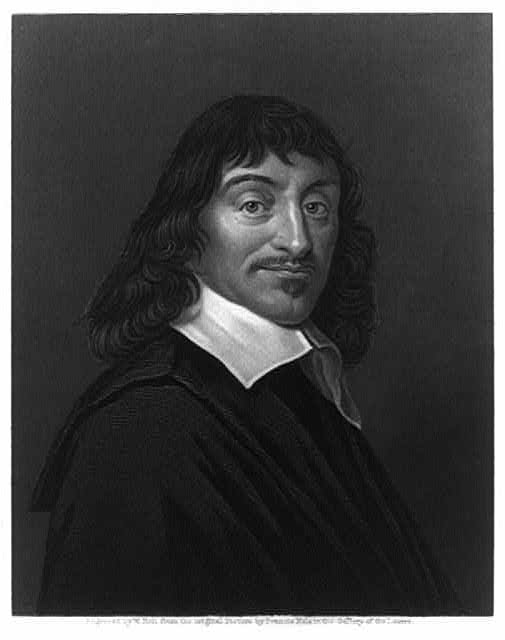 Engraved by W. Holl from the original Picture by Francis Hals in the Gallery of the Louvre.